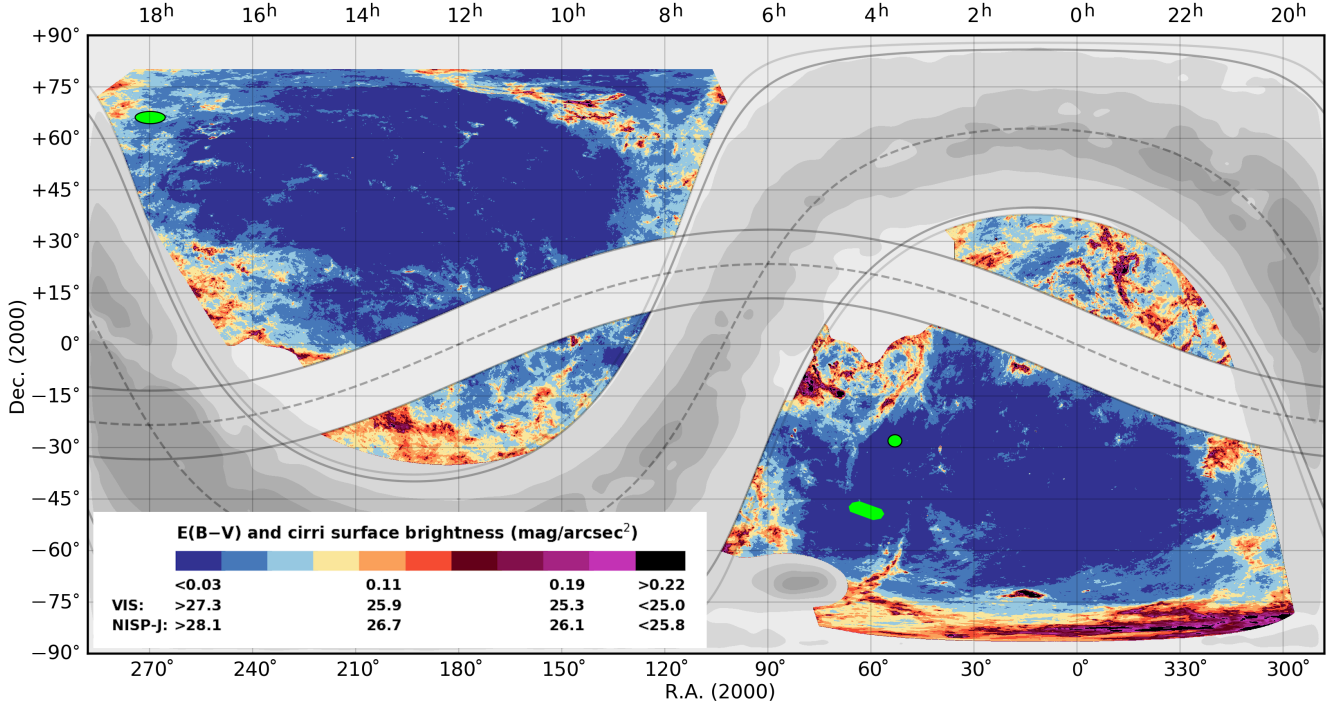 18h 16h 14h 12h 10h 8h 6h 4h 2h 0h 22h 20h
+90°
+75°
+60°
+45°
+30°
+15°
0°
−15°
−30°
−45°
−60°
−75°
−90°
Dec. (2000)
E(B−V) and cirri surface brightness (mag/arcsec²)
<0.03 0.11 0.19 >0.22
VIS: >27.3 25.9 25.3 <25.0
NISP-J: >28.1 26.7 26.1 <25.8
270° 240° 210° 180° 150° 120° 90° 60° 30° 0° 330° 300°
R.A. (2000)